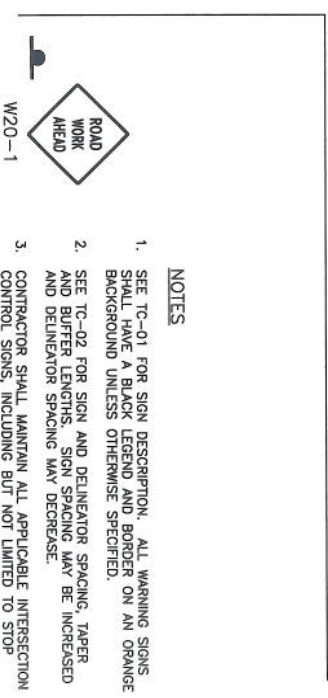 NOTES
1. SEE TC-01 FOR SIGN DESCRIPTION. ALL WARNING SIGNS
SHALL HAVE A BLACK LEGEND AND BORDER ON AN ORANGE
BACKGROUND UNLESS OTHERWISE SPECIFIED.
2. SEE TC-02 FOR SIGN AND DELINEATOR SPACING, TAPER
AND BUFFER LENGTHS. SIGN SPACING MAY BE INCREASED
AND DELINEATOR SPACING MAY DECREASE.
3. CONTRACTOR SHALL MAINTAIN ALL APPLICABLE INTERSECTION
CONTROL SIGNS, INCLUDING BUT NOT LIMITED TO STOP
ROAD
WORK
AHEAD
W20-1